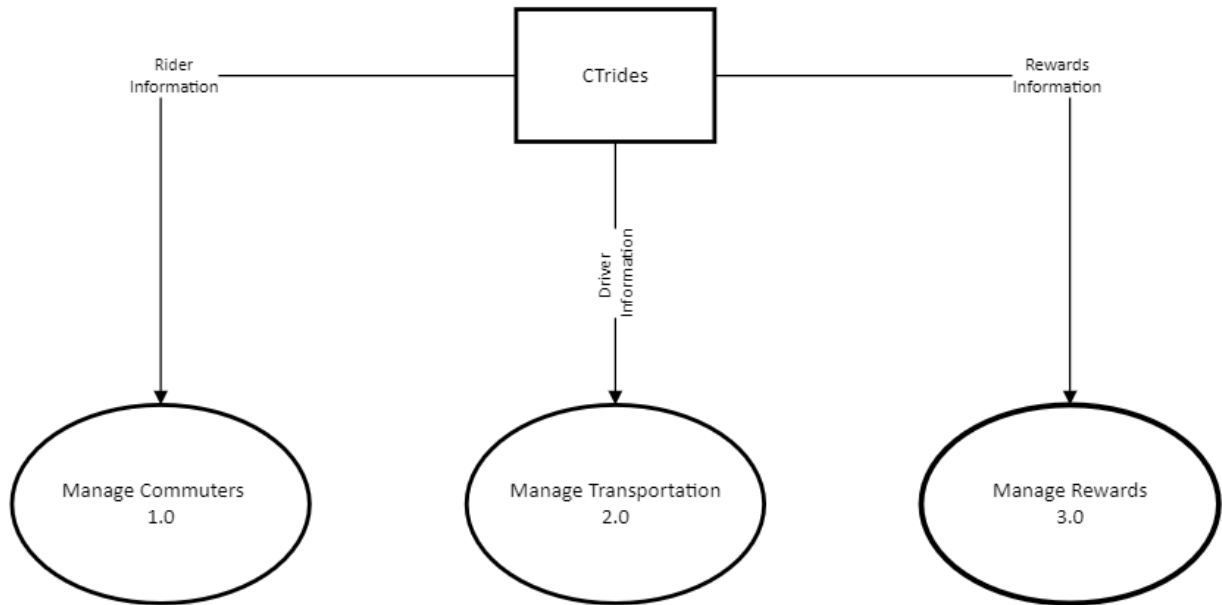 CTrides
Rider
Information
Rewards
Information
Driver
Information
Manage Commuters
1.0
Manage Transportation
2.0
Manage Rewards
3.0